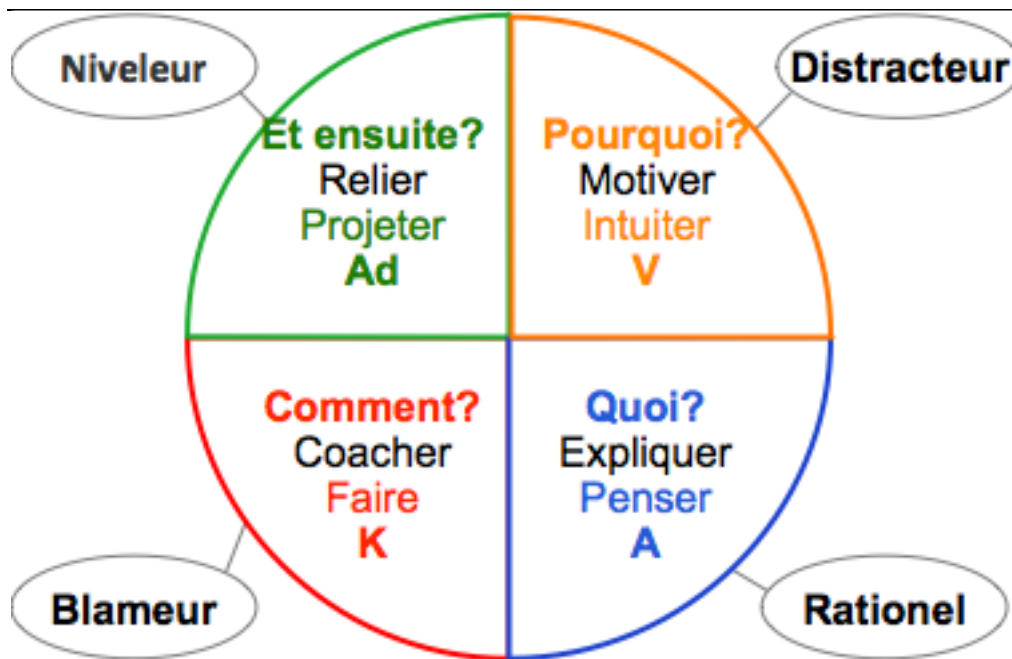 Niveleur
Distracteur
Et ensuite?
Relier
Projeter
Ad
Pourquoi?
Motiver
Intuiter
V
Comment?
Coacher
Faire
K
Quoi?
Expliquer
Penser
A
Blameur
Rationel